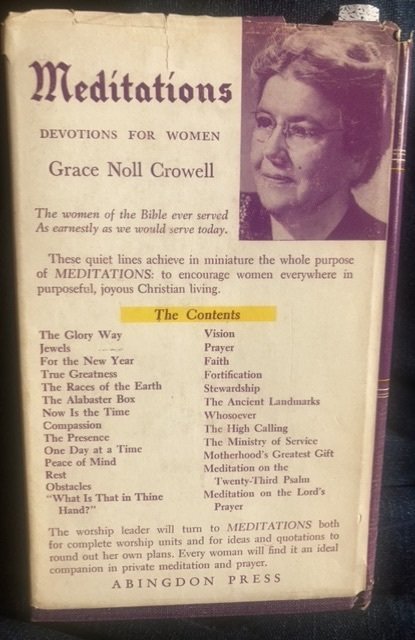 Meditations
DEVOTIONS FOR WOMEN
Grace Noll Crowell
The women of the Bible ever served
As earnestly as we would serve today.
These quiet lines achieve in miniature the whole purpose
of MEDITATIONS: to encourage women everywhere in
purposeful, joyous Christian living.
The Contents
The Glory Way
Jewels
For the New Year
True Greatness
The Races of the Earth
The Alabaster Box
Now Is the Time
Compassion
The Presence
One Day at a Time
Peace of Mind
Rest
Obstacles
"What Is That in Thine
Hand?"
Vision
Prayer
Faith
Fortification
Stewardship
The Ancient Landmarks
Whosoever
The High Calling
The Ministry of Service
Motherhood's Greatest Gift
Meditation on the
Twenty-Third Psalm
Meditation on the Lord's
Prayer
The worship leader will turn to MEDITATIONS both
for complete worship units and for ideas and quotations to
round out her own plans. Every woman will find it an ideal
companion in private meditation and prayer.
ABINGDON PRESS